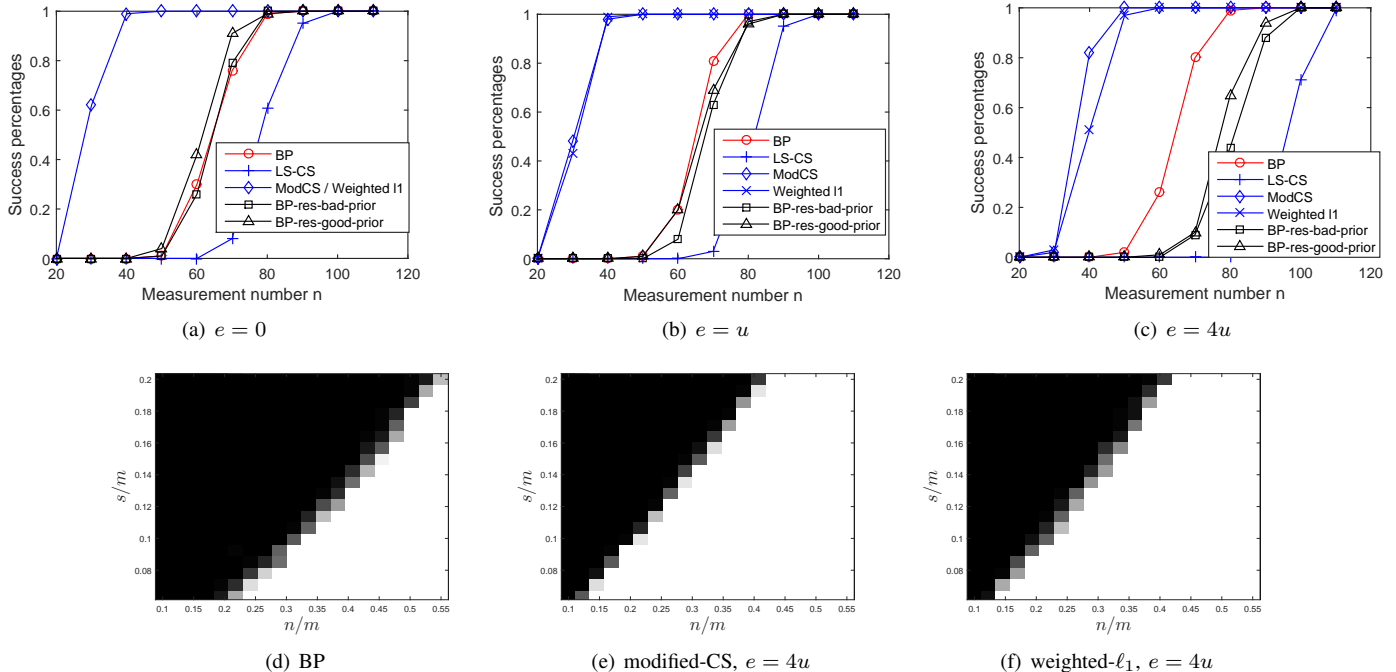 Success percentages
1
0.8
0.6
0.4
0.2
0
20 40 60 80 100 120
Measurement number n
BP
LS-CS
ModCS / Weighted l1
BP-res-bad-prior
BP-res-good-prior
(a) e = 0
Success percentages
1
0.8
0.6
0.4
0.2
0
20 40 60 80 100 120
Measurement number n
BP
LS-CS
ModCS
Weighted l1
BP-res-bad-prior
BP-res-good-prior
(b) e = u
Success percentages
1
0.8
0.6
0.4
0.2
0
20 40 60 80 100 120
Measurement number n
BP
LS-CS
ModCS
Weighted l1
BP-res-bad-prior
BP-res-good-prior
(c) e = 4u
s/m
0.2
0.18
0.16
0.14
0.12
0.1
0.08
0.1 0.15 0.2 0.25 0.3 0.35 0.4 0.45 0.5 0.55
n/m
(d) BP
s/m
0.2
0.18
0.16
0.14
0.12
0.1
0.08
0.1 0.15 0.2 0.25 0.3 0.35 0.4 0.45 0.5 0.55
n/m
(e) modified-CS, e = 4u
s/m
0.2
0.18
0.16
0.14
0.12
0.1
0.08
0.1 0.15 0.2 0.25 0.3 0.35 0.4 0.45 0.5 0.55
n/m
(f) weighted-ℓ₁, e = 4u